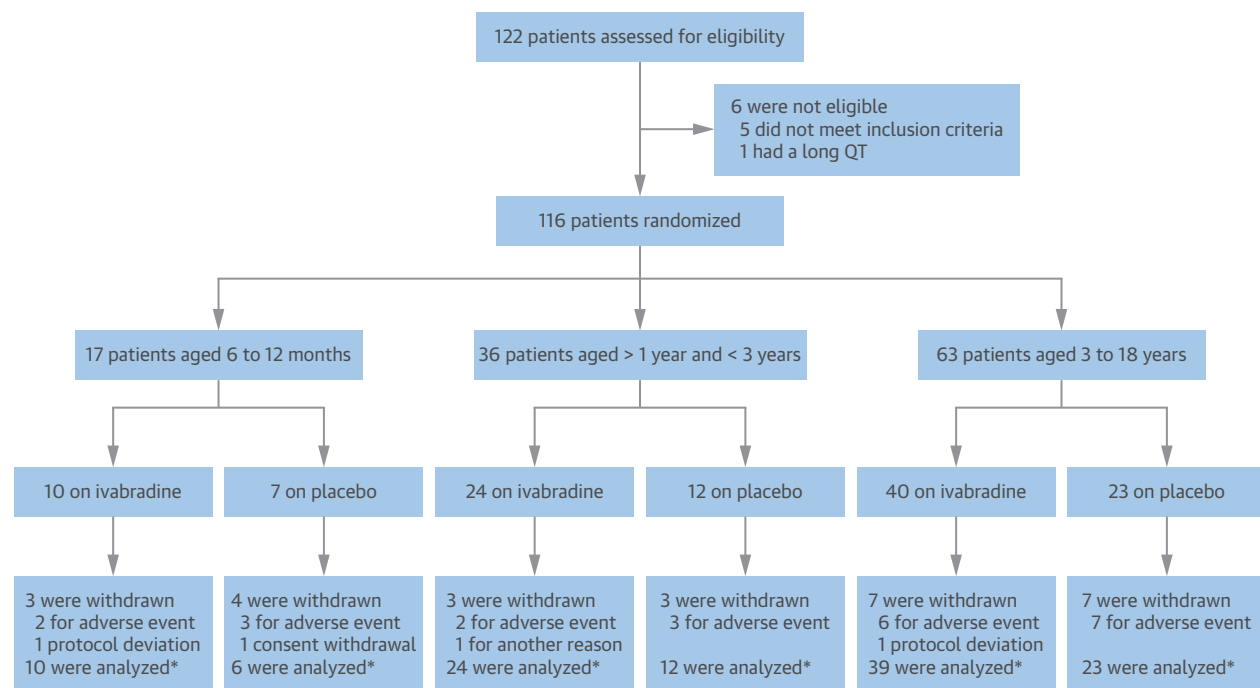 122 patients assessed for eligibility
6 were not eligible
5 did not meet inclusion criteria
1 had a long QT
116 patients randomized
17 patients aged 6 to 12 months
36 patients aged > 1 year and < 3 years
63 patients aged 3 to 18 years
10 on ivabradine
7 on placebo
24 on ivabradine
12 on placebo
40 on ivabradine
23 on placebo
3 were withdrawn
2 for adverse event
1 protocol deviation
10 were analyzed*
4 were withdrawn
3 for adverse event
1 consent withdrawal
6 were analyzed*
3 were withdrawn
2 for adverse event
1 for another reason
24 were analyzed*
3 were withdrawn
3 for adverse event
12 were analyzed*
7 were withdrawn
6 for adverse event
1 protocol deviation
39 were analyzed*
7 were withdrawn
7 for adverse event
23 were analyzed*